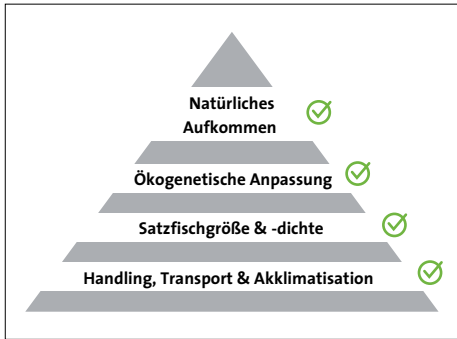 Natürliches
Aufkommen
Ökogenetische Anpassung
Satzfischgröße & -dichte
Handling, Transport & Akklimatisation